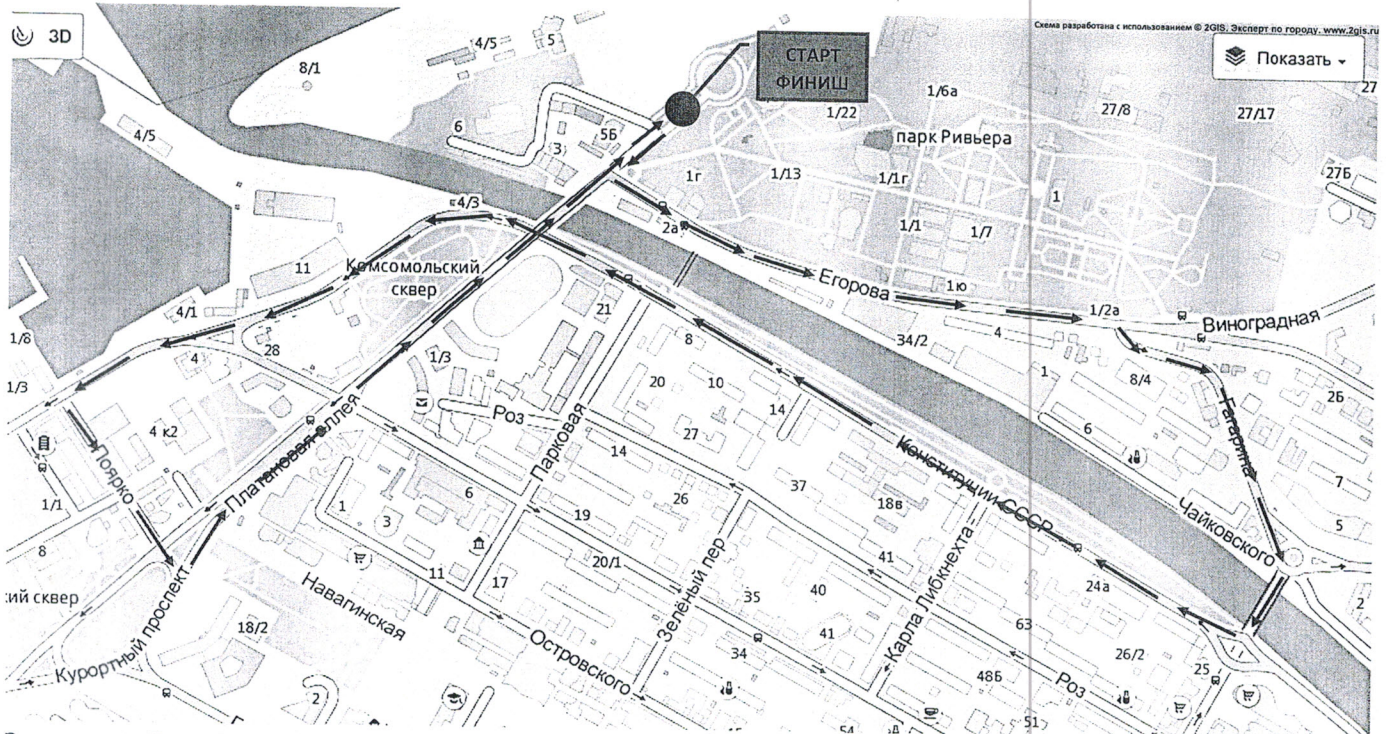 3D
4/5
5
Схема разработана с использованием © 2GIS. Эксперт по городу. www.2gis.ru
СТАРТ
ФИНИШ
Показать
8/1
27
1/6а
27/8
27/17
1/22
4/5
6
3
5Б
парк Ривьера
1г
1/13
1/1г
27Б
1
4/3
2а
1/1
1/7
11
Комсомольский
сквер
Егорова
1ю
1/2а
Виноградная
4/1
21
1/8
4
28
1/3
8
34/2
4
1/3
20
10
1
8/4
2Б
14
Роз
Парковая
6
Гагарина
4 к2
Платановая аллея
27
14
Поярко
Конституции СССР
7
1/1
1
3
6
19
26
37
18в
Чайковского
5
8
11
17
20/1
Зелёный пер
41
Карла Либкнехта
24а
кий сквер
Навагинская
35
40
2
Курортный проспект
18/2
Островского
34
41
63
26/2
25
2
48Б
Роз
51
54